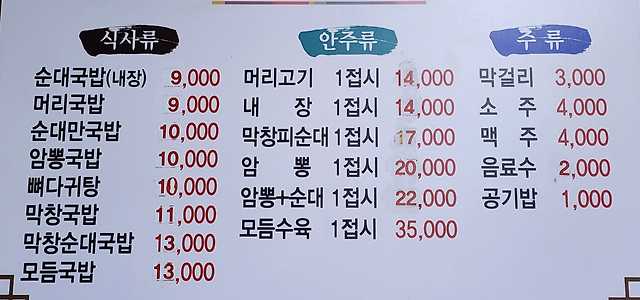 식사류
순대국밥(내장) 9,000
머리국밥 9,000
순대만국밥 10,000
암뽕국밥 10,000
뼈다귀탕 10,000
막창국밥 11,000
막창순대국밥 13,000
모듬국밥 13,000
안주류
머리고기 1접시 14,000
내 장 1접시 14,000
막창피순대 1접시 17,000
암 뽕 1접시 20,000
암뽕+순대 1접시 22,000
모듬수육 1접시 35,000
주류
막걸리 3,000
소 주 4,000
맥 주 4,000
음료수 2,000
공기밥 1,000